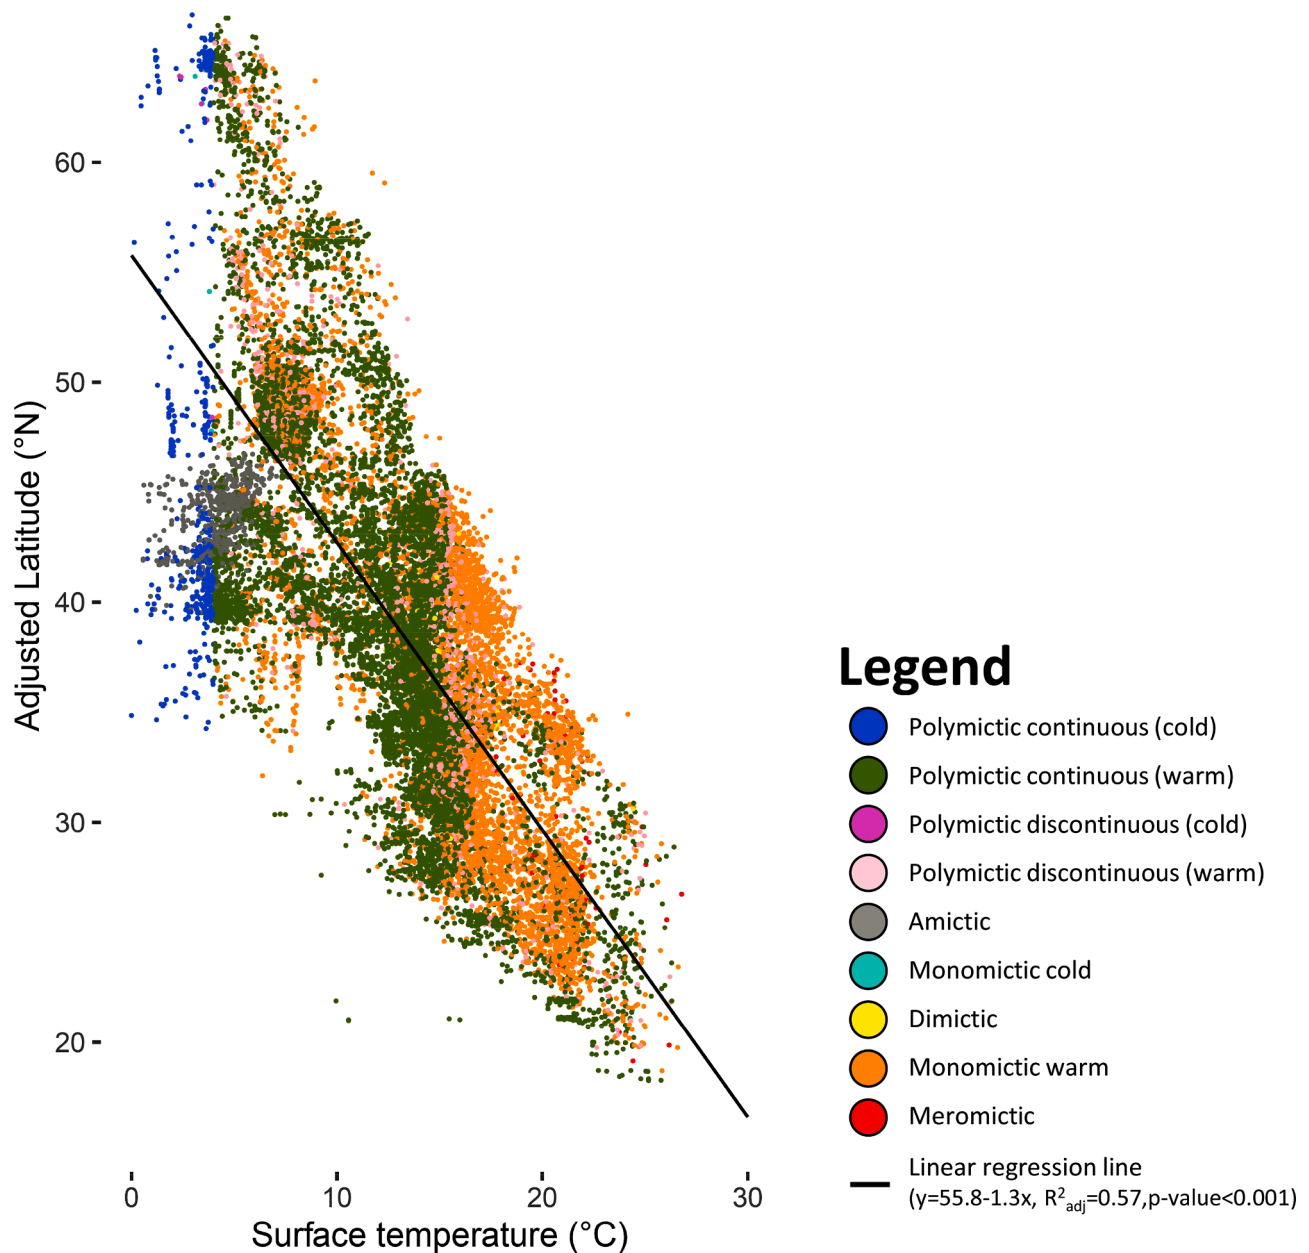 60
50
40
30
20
Adjusted Latitude (°N)
0
10
20
30
Surface temperature (°C)
Legend
Polymictic continuous (cold)
Polymictic continuous (warm)
Polymictic discontinuous (cold)
Polymictic discontinuous (warm)
Amictic
Monomictic cold
Dimictic
Monomictic warm
Meromictic
Linear regression line
(y=55.8-1.3x, R²adj=0.57,p-value<0.001)